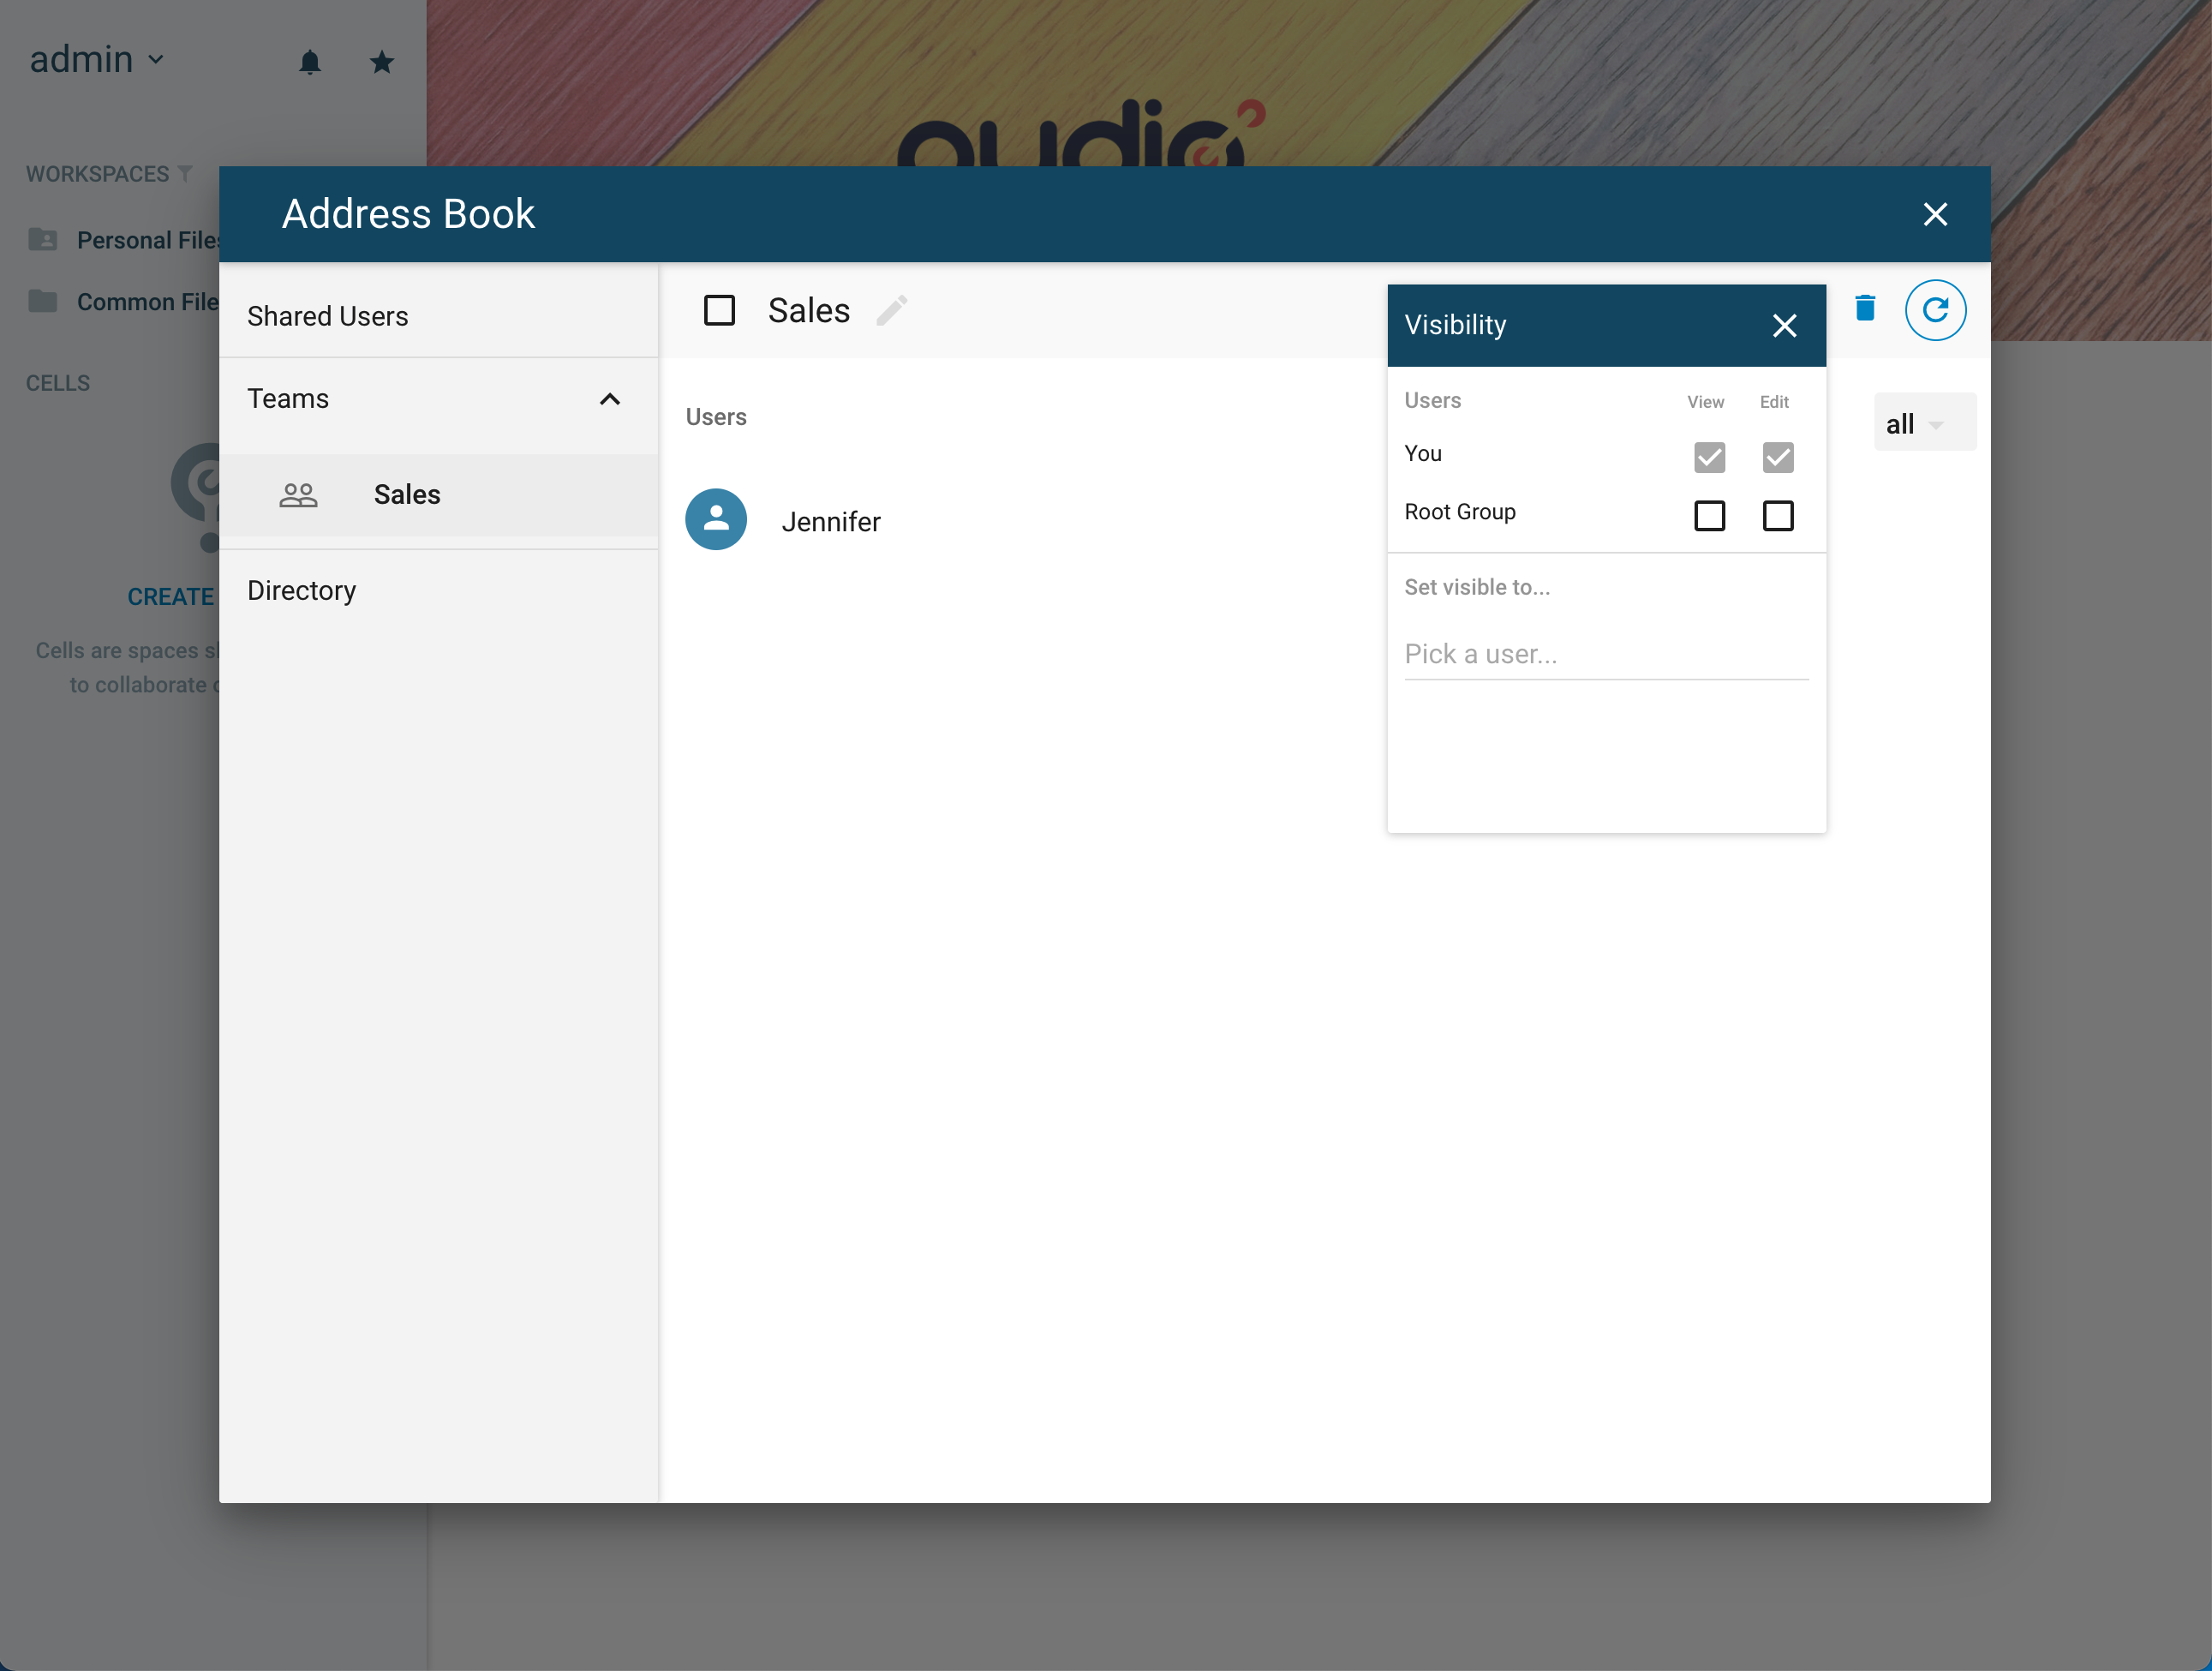 admin
WORKSPACES
Personal Files
Common File
CELLS
CREATE
Cells are spaces
to collaborate
Address Book
Shared Users
Teams
Sales
Directory
Sales
Users
Jennifer
all
Visibility
Users View Edit
You
Root Group
Set visible to...
Pick a user...